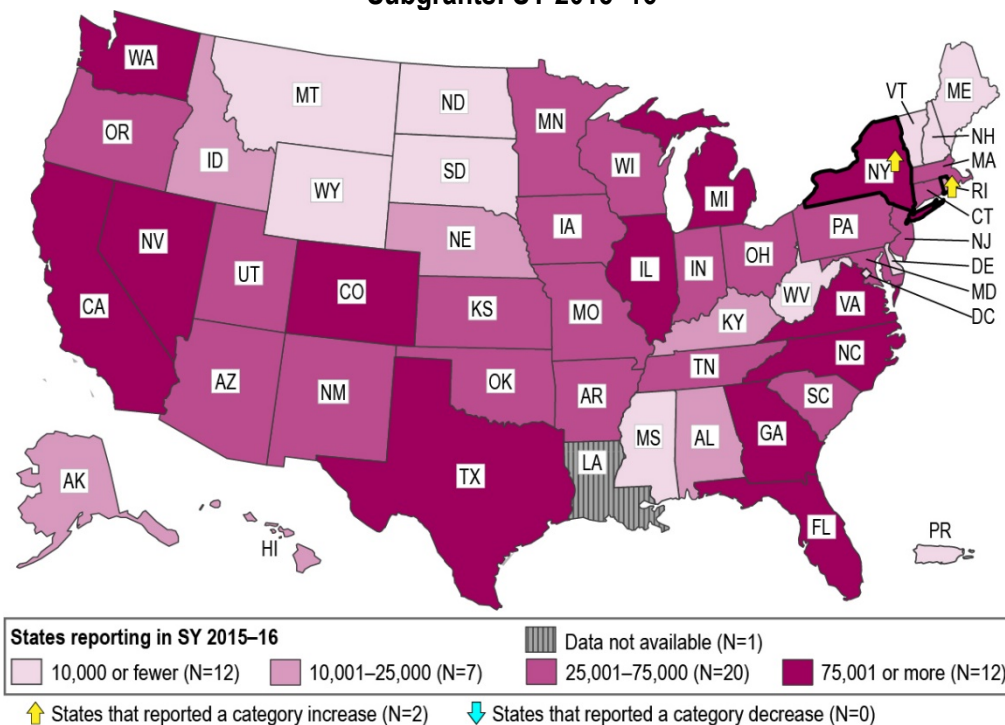 Subgrants: SY 2015–16
WA
MT
ND
MN
VT
ME
OR
ID
SD
WI
NH
MA
WY
MI
NY
RI
CT
NV
UT
NE
IA
PA
NJ
CA
CO
IL
IN
OH
DE
KS
MO
WV
VA
MD
DC
KY
NC
AZ
NM
OK
AR
TN
SC
MS
AL
GA
LA
AK
TX
FL
HI
PR
States reporting in SY 2015–16
Data not available (N=1)
10,000 or fewer (N=12)
10,001–25,000 (N=7)
25,001–75,000 (N=20)
75,001 or more (N=12)
States that reported a category increase (N=2)
States that reported a category decrease (N=0)